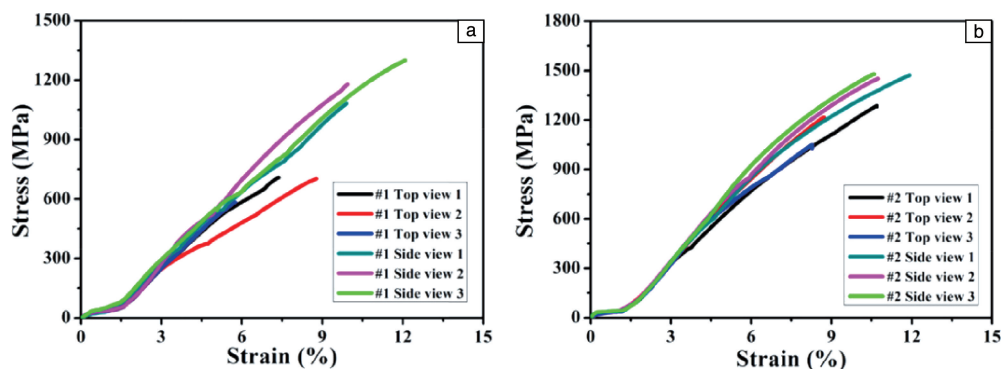 a
1500
1200
900
600
300
0
Stress (MPa)
#1 Top view 1
#1 Top view 2
#1 Top view 3
#1 Side view 1
#1 Side view 2
#1 Side view 3
0 3 6 9 12 15
Strain (%)
b
1800
1500
1200
900
600
300
0
Stress (MPa)
#2 Top view 1
#2 Top view 2
#2 Top view 3
#2 Side view 1
#2 Side view 2
#2 Side view 3
0 3 6 9 12 15
Strain (%)